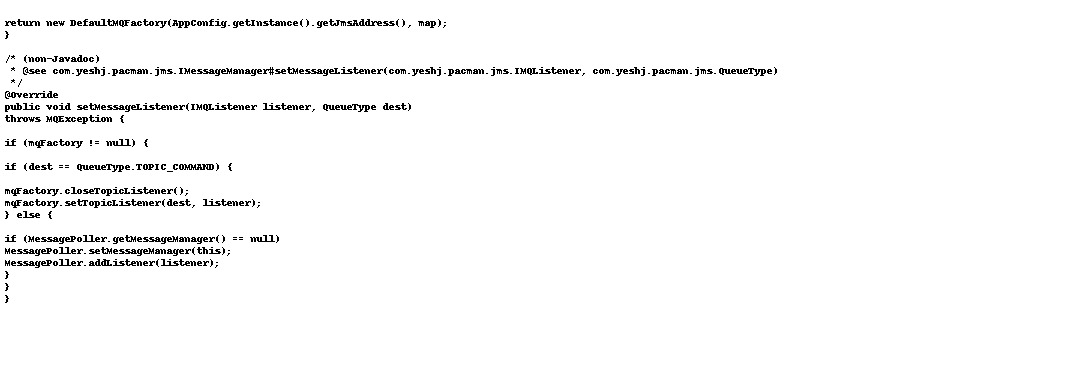 return new DefaultMQFactory(AppConfig.getInstance().getJmsAddress(), map);
}
/* (non-Javadoc)
* @see com.yeshj.pacman.jms.IMessageManager#setMessageListener(com.yeshj.pacman.jms.IMQListener, com.yeshj.pacman.jms.QueueType)
*/
@Override
public void setMessageListener(IMQListener listener, QueueType dest)
throws MQException {
if (mqFactory != null) {
if (dest == QueueType.TOPIC_COMMAND) {
mqFactory.closeTopicListener();
mqFactory.setTopicListener(dest, listener);
} else {
if (MessagePoller.getMessageManager() == null)
MessagePoller.setMessageManager(this);
MessagePoller.addListener(listener);
}
}
}